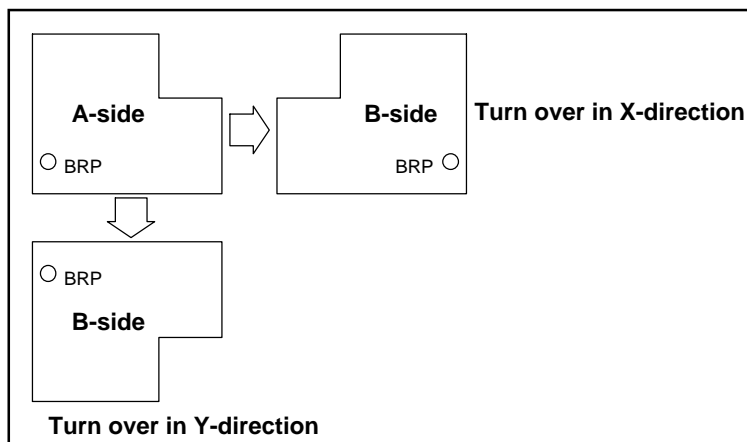 A-side
BRP
B-side
BRP
Turn over in X-direction
BRP
B-side
Turn over in Y-direction